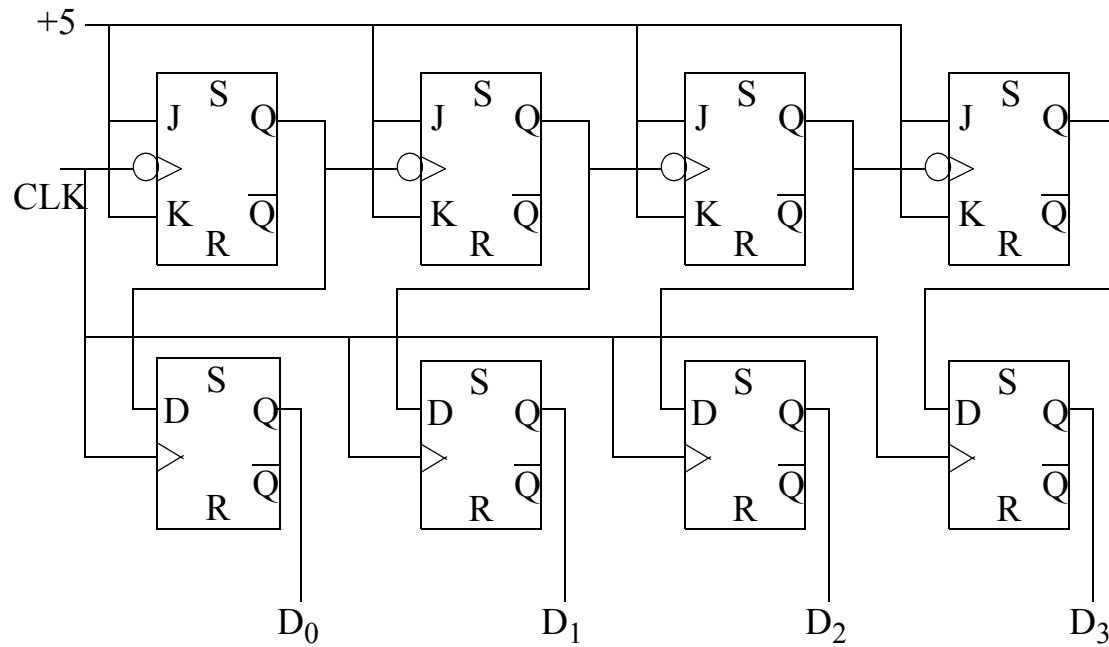 +5
S S S S
J Q J Q J Q J Q
CLK
K Q̅ K Q̅ K Q̅ K Q̅
R R R R
S S S S
D Q D Q D Q D Q
Q̅ Q̅ Q̅ Q̅
R R R R
D₀ D₁ D₂ D₃